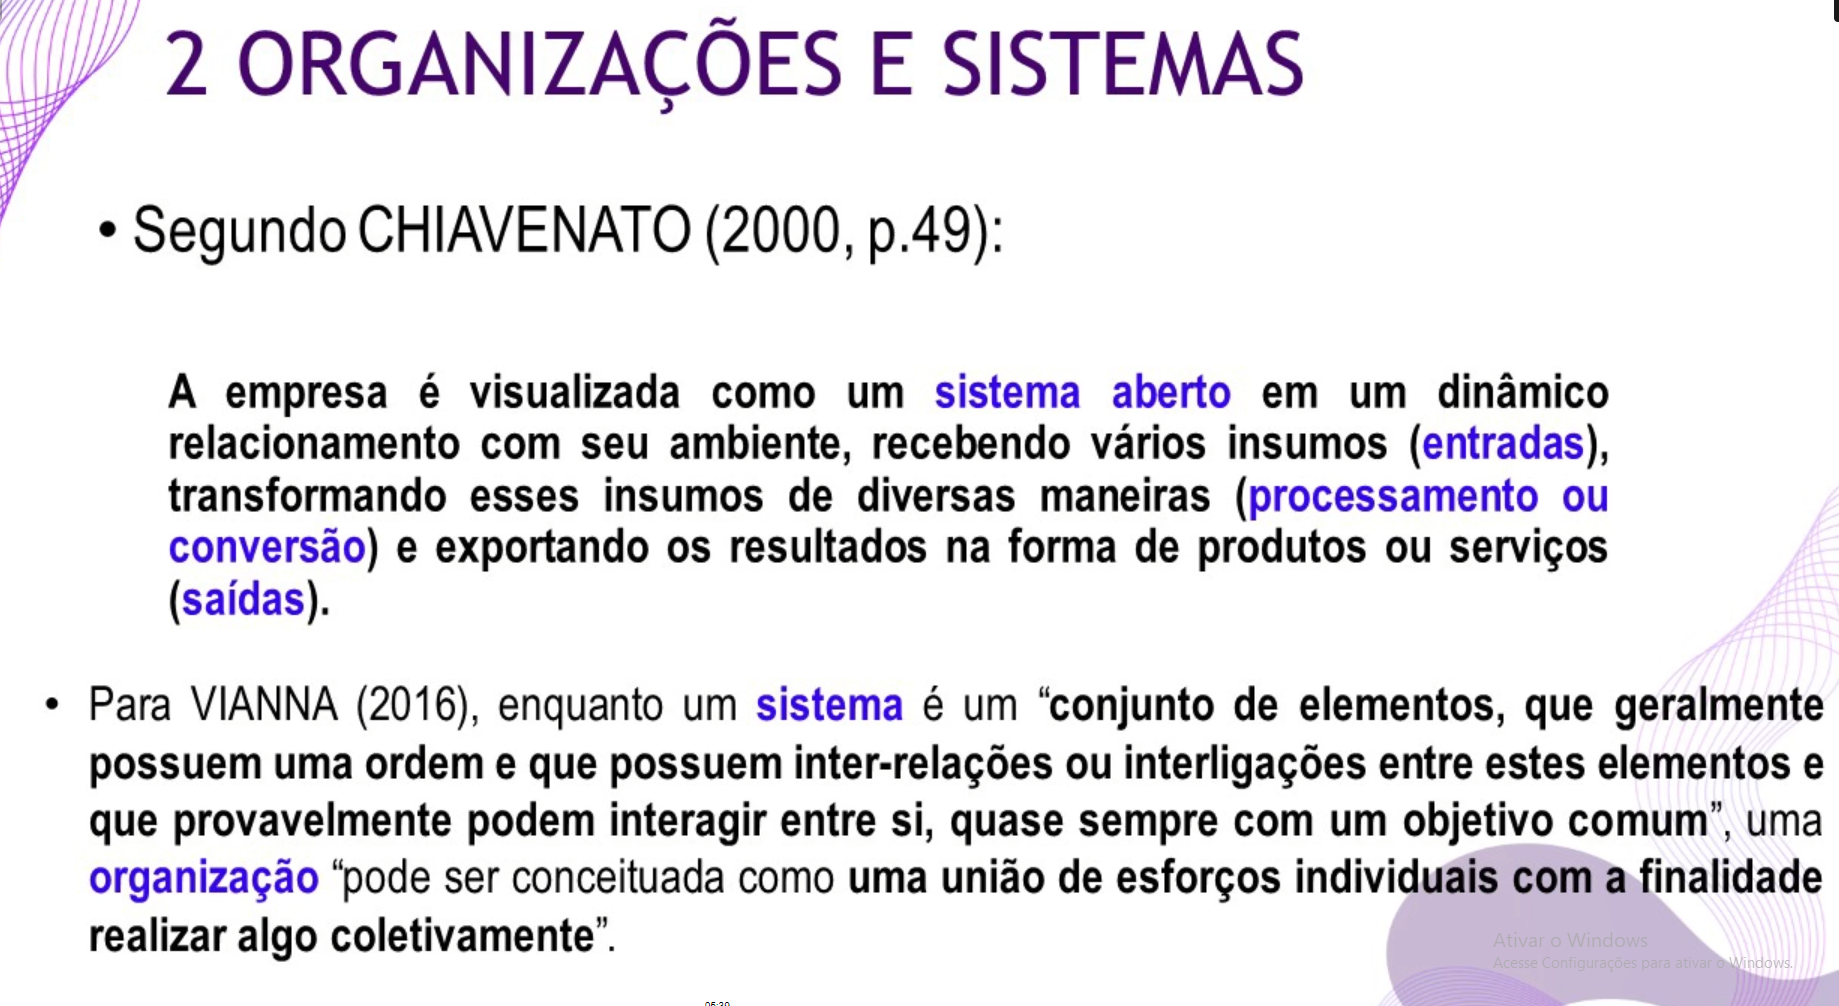 2 ORGANIZAÇÕES E SISTEMAS
• Segundo CHIAVENATO (2000, p.49):
A empresa é visualizada como um sistema aberto em um dinâmico
relacionamento com seu ambiente, recebendo vários insumos (entradas),
transformando esses insumos de diversas maneiras (processamento ou
conversão) e exportando os resultados na forma de produtos ou serviços
(saídas).
• Para VIANNA (2016), enquanto um sistema é um “conjunto de elementos, que geralmente
possuem uma ordem e que possuem inter-relações ou interligações entre estes elementos e
que provavelmente podem interagir entre si, quase sempre com um objetivo comum”, uma
organização “pode ser conceituada como uma união de esforços individuais com a finalidade
realizar algo coletivamente”.
Ativar o Windows
Acesse Configurações para ativar o Windows.